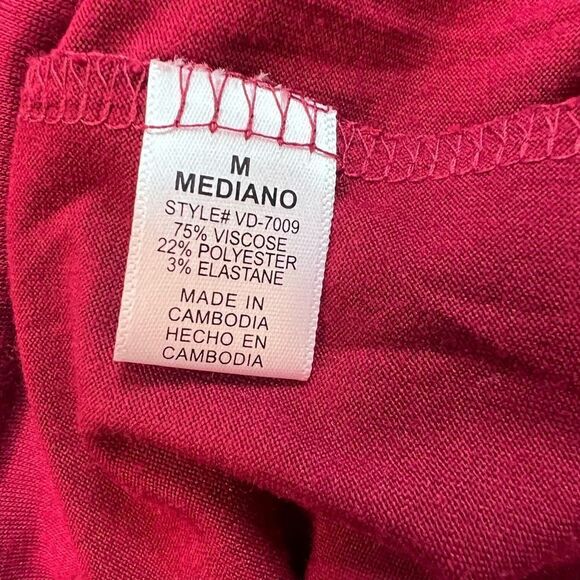 M
MEDIANO
STYLE# VD-7009
75% VISCOSE
22% POLYESTER
3% ELASTANE
MADE IN
CAMBODIA
HECHO EN
CAMBODIA